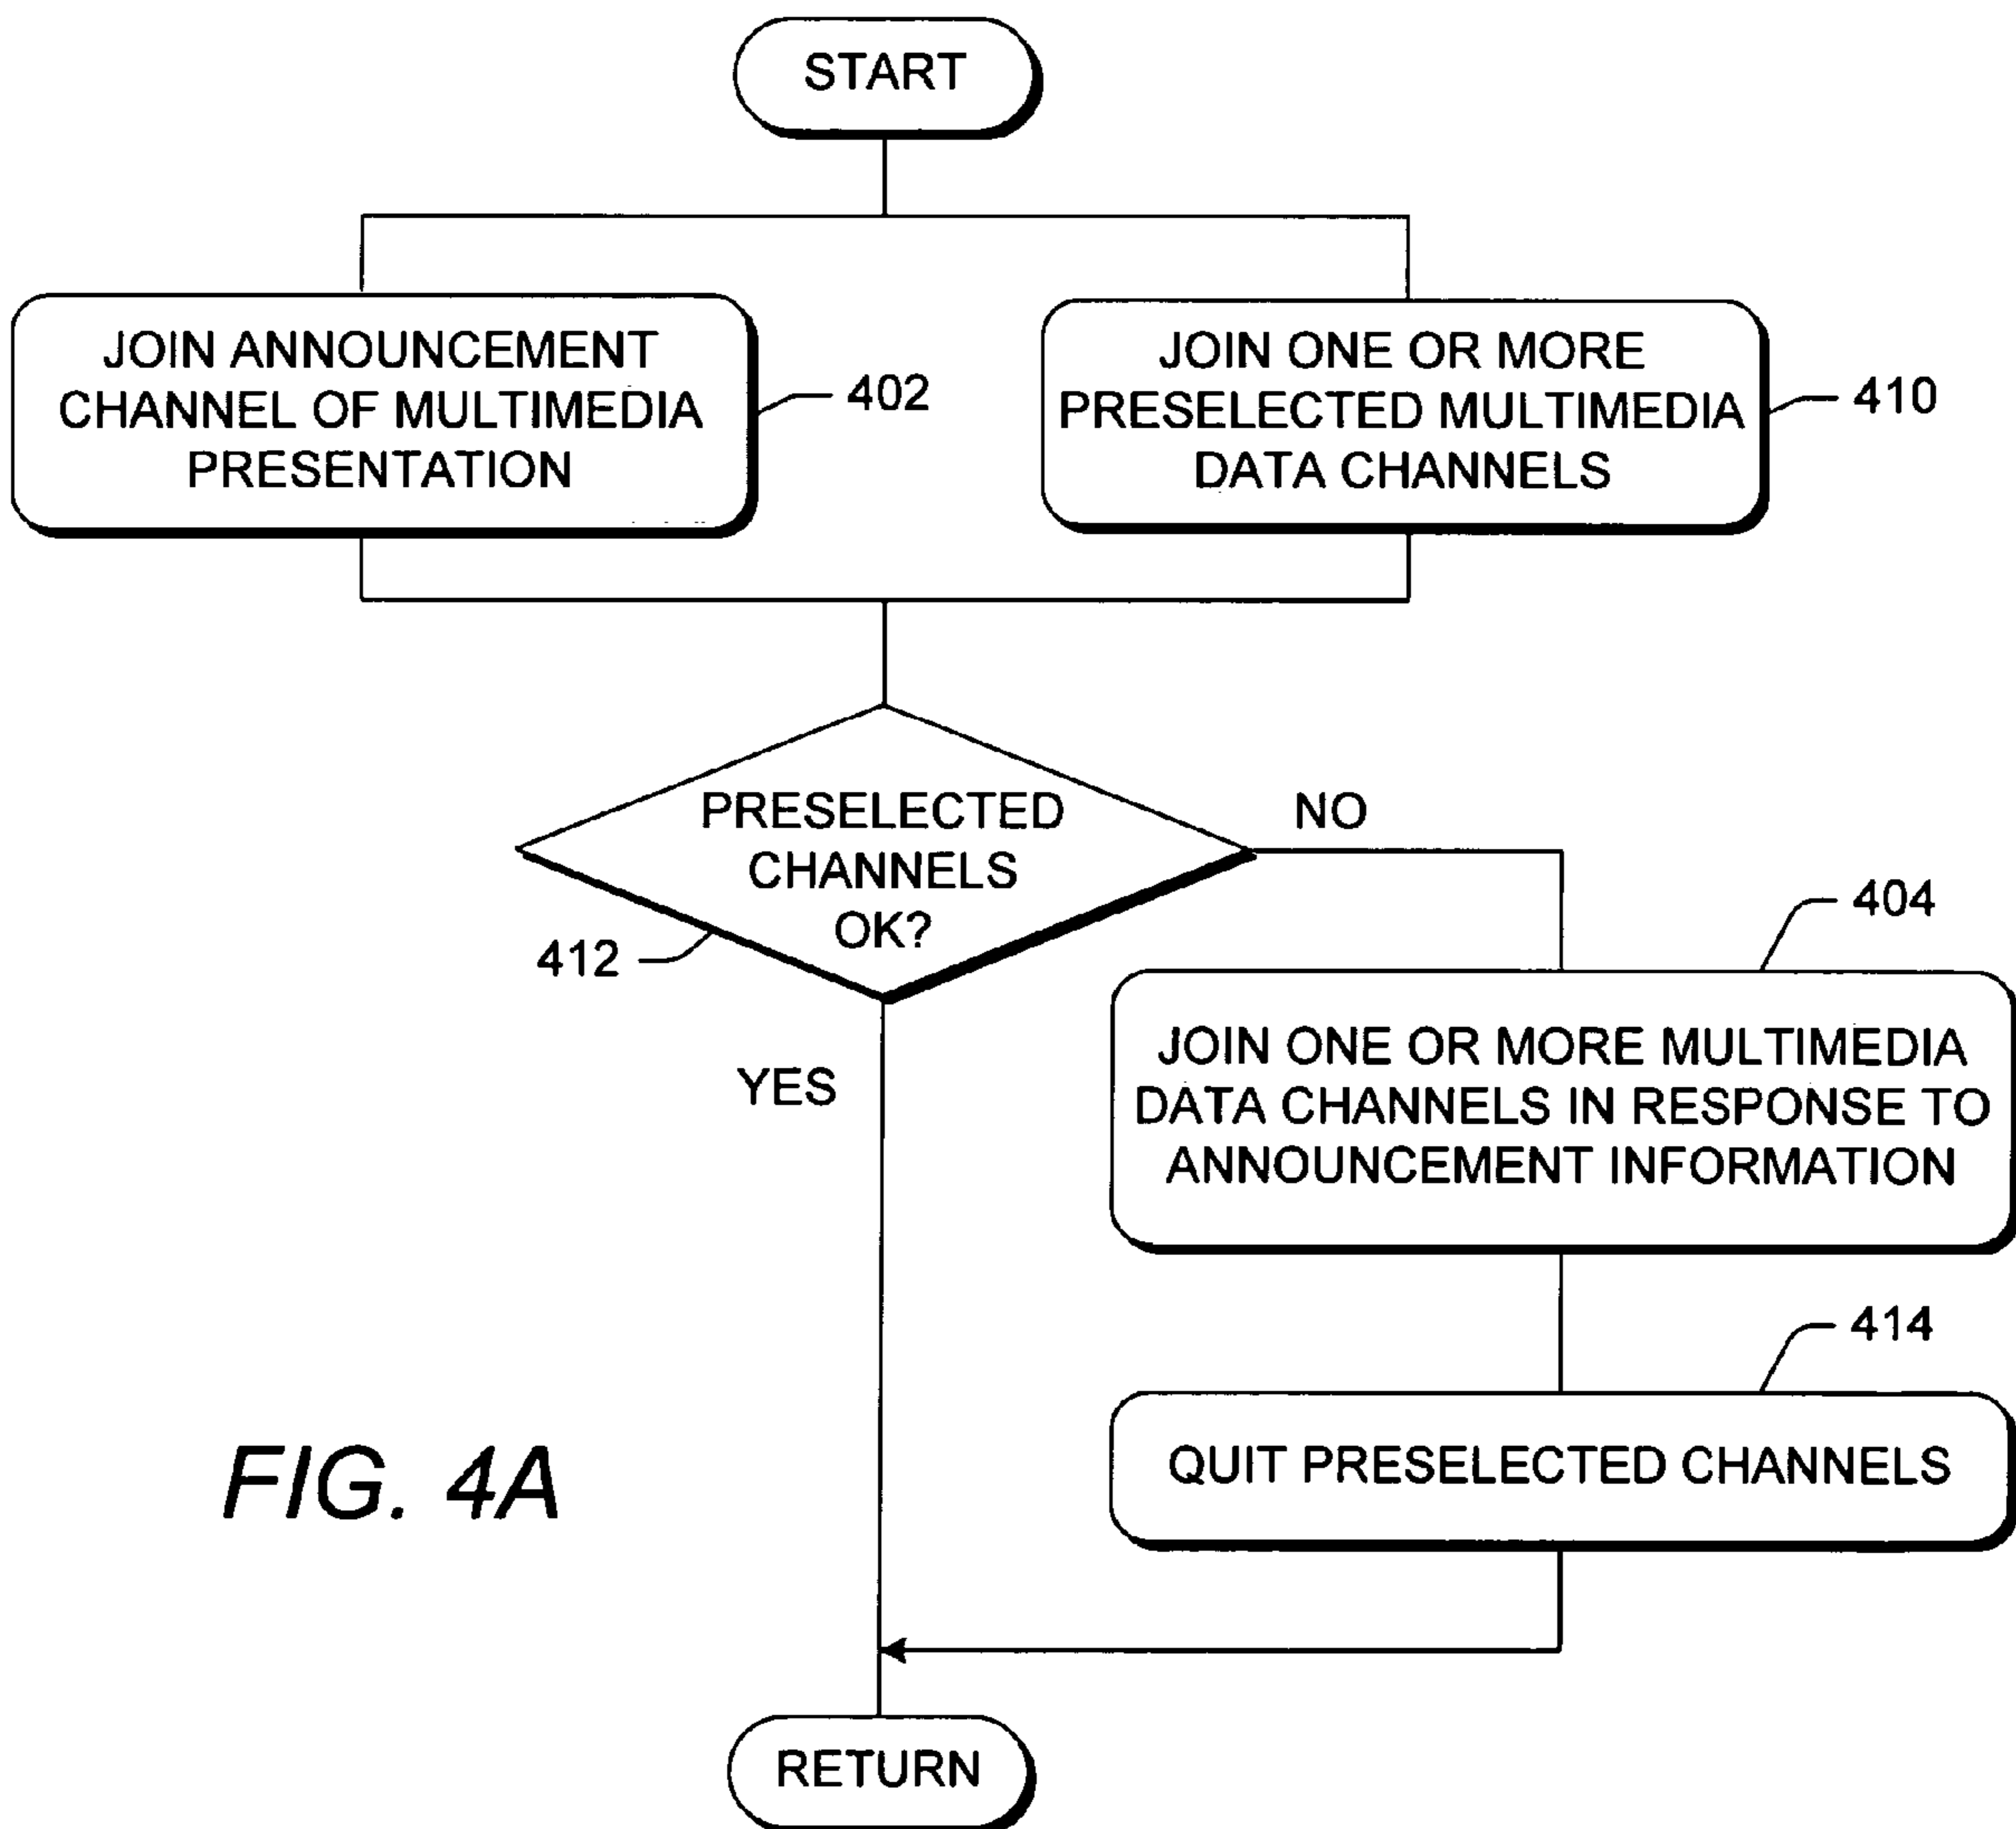 START
JOIN ANNOUNCEMENT
CHANNEL OF MULTIMEDIA
PRESENTATION
402
JOIN ONE OR MORE
PRESELECTED MULTIMEDIA
DATA CHANNELS
410
PRESELECTED
CHANNELS
OK?
412
NO
YES
404
JOIN ONE OR MORE MULTIMEDIA
DATA CHANNELS IN RESPONSE TO
ANNOUNCEMENT INFORMATION
414
QUIT PRESELECTED CHANNELS
FIG. 4A
RETURN